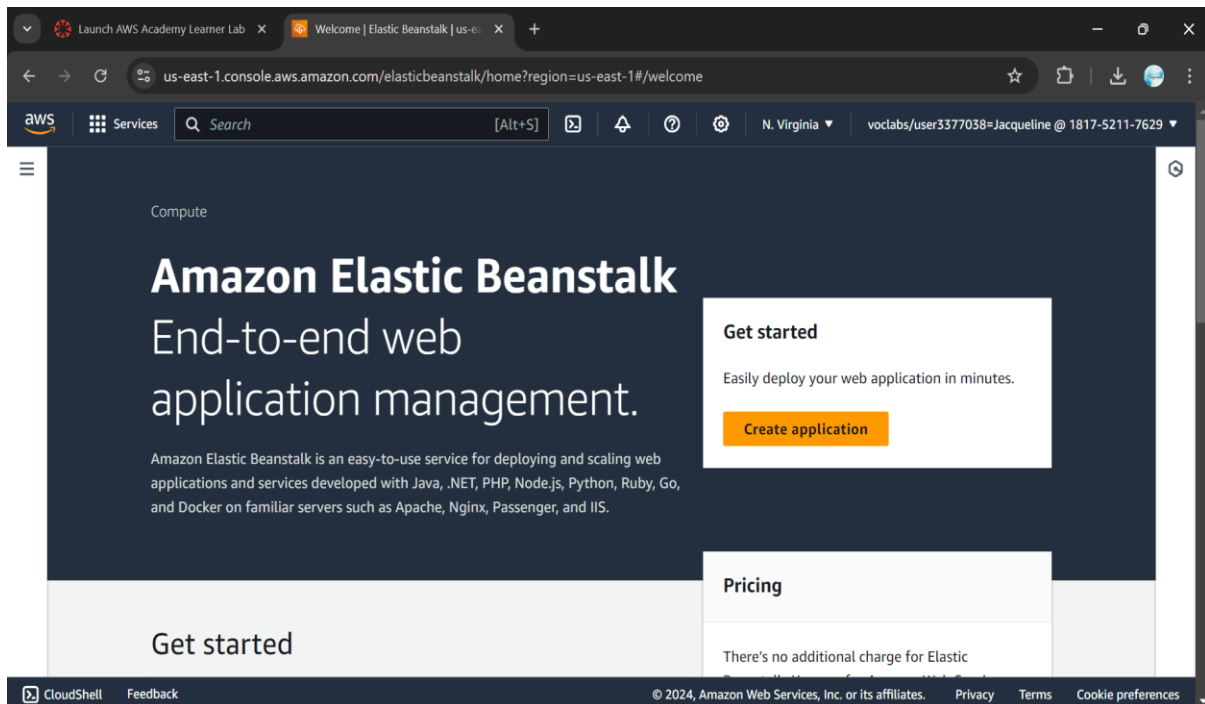 Launch AWS Academy Learner Lab
Welcome | Elastic Beanstalk | us-ea
us-east-1.console.aws.amazon.com/elasticbeanstalk/home?region=us-east-1#/welcome
aws Services Search [Alt+S] N. Virginia voclabs/user3377038=Jacqueline @ 1817-5211-7629
Compute
Amazon Elastic Beanstalk
End-to-end web
application management.
Amazon Elastic Beanstalk is an easy-to-use service for deploying and scaling web
applications and services developed with Java, .NET, PHP, Node.js, Python, Ruby, Go,
and Docker on familiar servers such as Apache, Nginx, Passenger, and IIS.
Get started
Easily deploy your web application in minutes.
Create application
Pricing
There's no additional charge for Elastic
Get started
CloudShell Feedback © 2024, Amazon Web Services, Inc. or its affiliates. Privacy Terms Cookie preferences